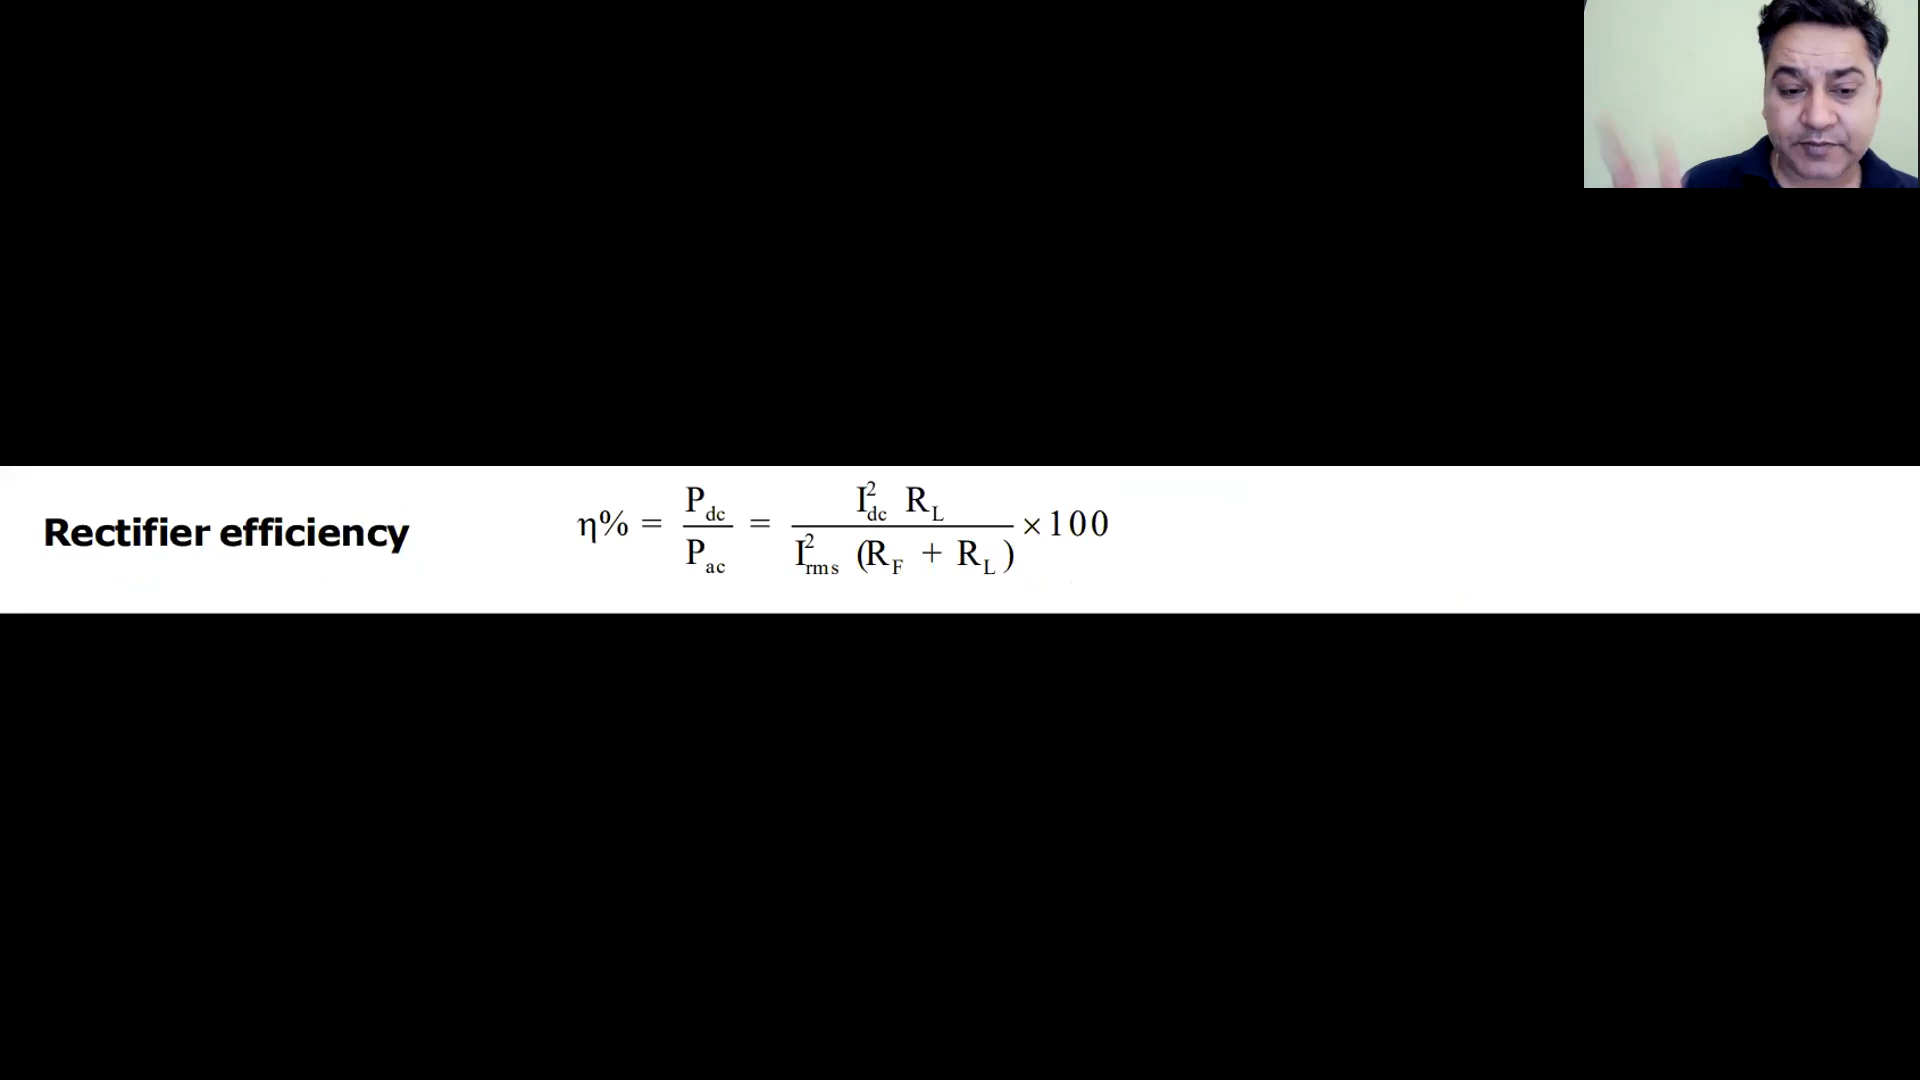 Rectifier efficiency
η% = P_dc / P_ac = I²_dc R_L / I²_rms (R_F + R_L) ×100